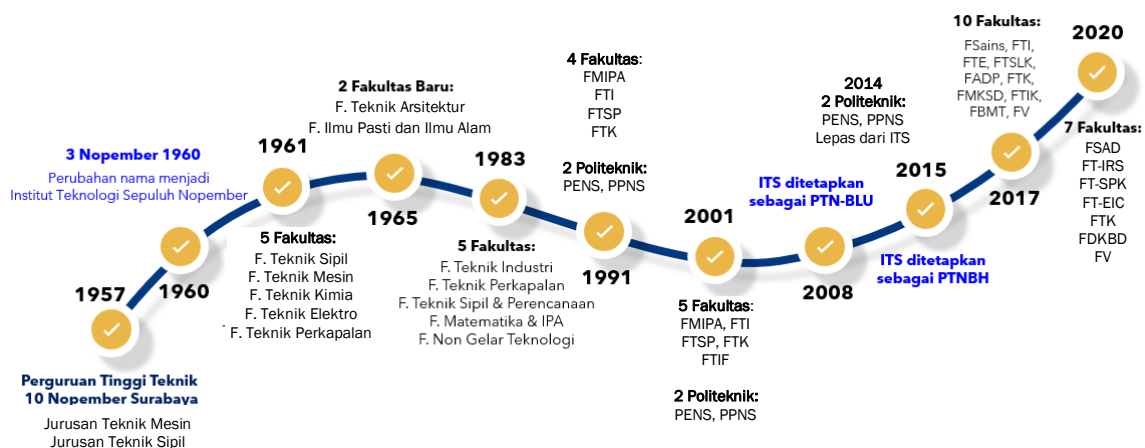 1957
Perguruan Tinggi Teknik
10 Nopember Surabaya
Jurusan Teknik Mesin
Jurusan Teknik Sipil
3 Nopember 1960
Perubahan nama menjadi
Institut Teknologi Sepuluh Nopember
1960
1961
5 Fakultas:
F. Teknik Sipil
F. Teknik Mesin
F. Teknik Kimia
F. Teknik Elektro
F. Teknik Perkapalan
2 Fakultas Baru:
F. Teknik Arsitektur
F. Ilmu Pasti dan Ilmu Alam
1965
1983
5 Fakultas:
F. Teknik Industri
F. Teknik Perkapalan
F. Teknik Sipil & Perencanaan
F. Matematika & IPA
F. Non Gelar Teknologi
4 Fakultas:
FMIPA
FTI
FTSP
FTK
2 Politeknik:
PENS, PPNS
1991
2001
5 Fakultas:
FMIPA, FTI
FTSP, FTK
FTIF
2 Politeknik:
PENS, PPNS
ITS ditetapkan
sebagai PTN-BLU
2008
2014
2 Politeknik:
PENS, PPNS
Lepas dari ITS
2015
ITS ditetapkan
sebagai PTNBH
10 Fakultas:
FSains, FTI,
FTE, FTSLK,
FADP, FTK,
FMKSD, FTIK,
FBMT, FV
2017
2020
7 Fakultas:
FSAD
FT-IRS
FT-SPK
FT-EIC
FTK
FDKBD
FV